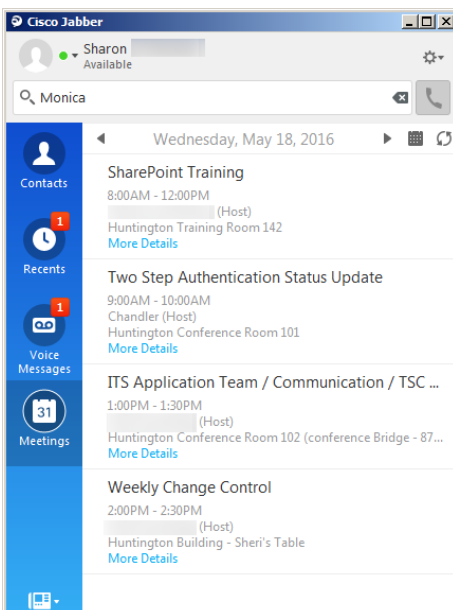 Cisco Jabber
Sharon
Available
Monica
Wednesday, May 18, 2016
Contacts
1
Recents
1
Voice
Messages
31
Meetings
SharePoint Training
8:00AM - 12:00PM
(Host)
Huntington Training Room 142
More Details
Two Step Authentication Status Update
9:00AM - 10:00AM
Chandler (Host)
Huntington Conference Room 101
More Details
ITS Application Team / Communication / TSC ...
1:00PM - 1:30PM
(Host)
Huntington Conference Room 102 (conference Bridge - 87...
More Details
Weekly Change Control
2:00PM - 2:30PM
(Host)
Huntington Building - Sheri's Table
More Details